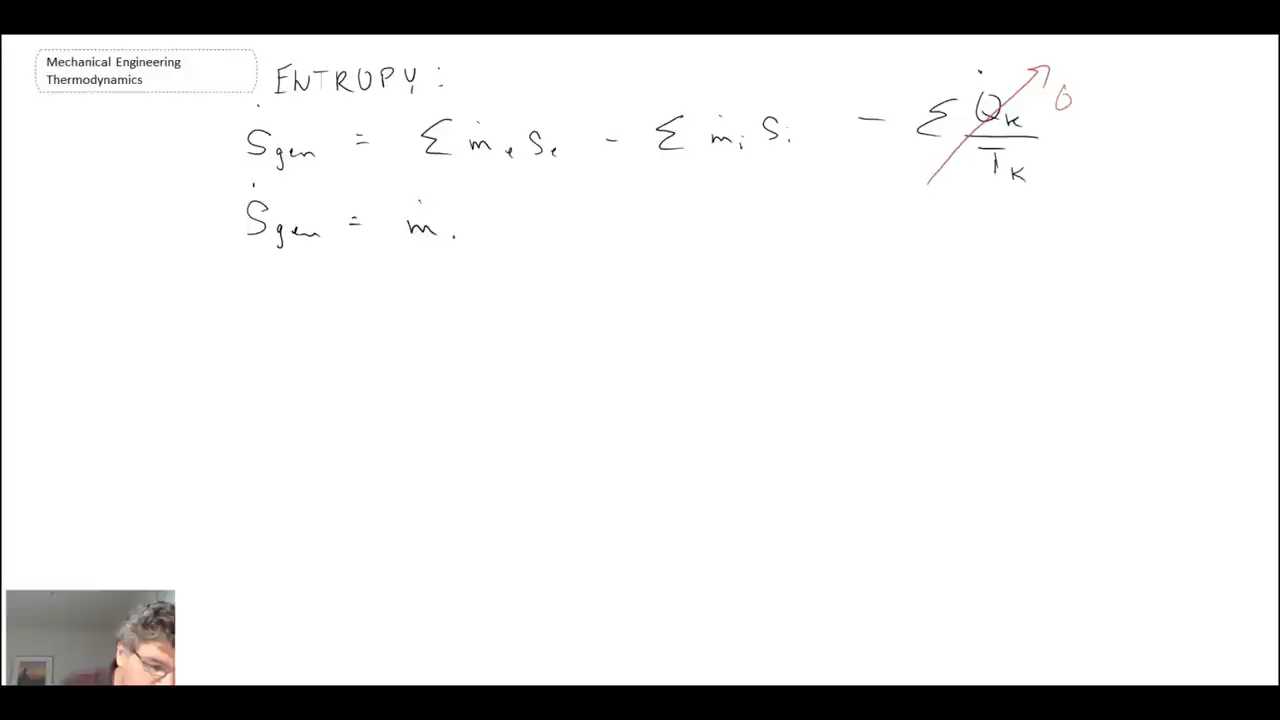 Mechanical Engineering
Thermodynamics
ENTROPY:
Ṡgen = Σ ṁe Se - Σ ṁi Si - Σ Q̇K / TK 0
Ṡgen = ṁ.